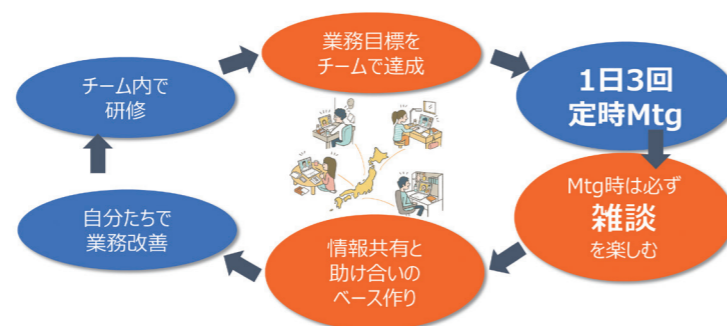 業務目標を
チームで達成
1日3回
定時Mtg
Mtg時は必ず
雑談
を楽しむ
情報共有と
助け合いの
ベース作り
自分たちで
業務改善
チーム内で
研修